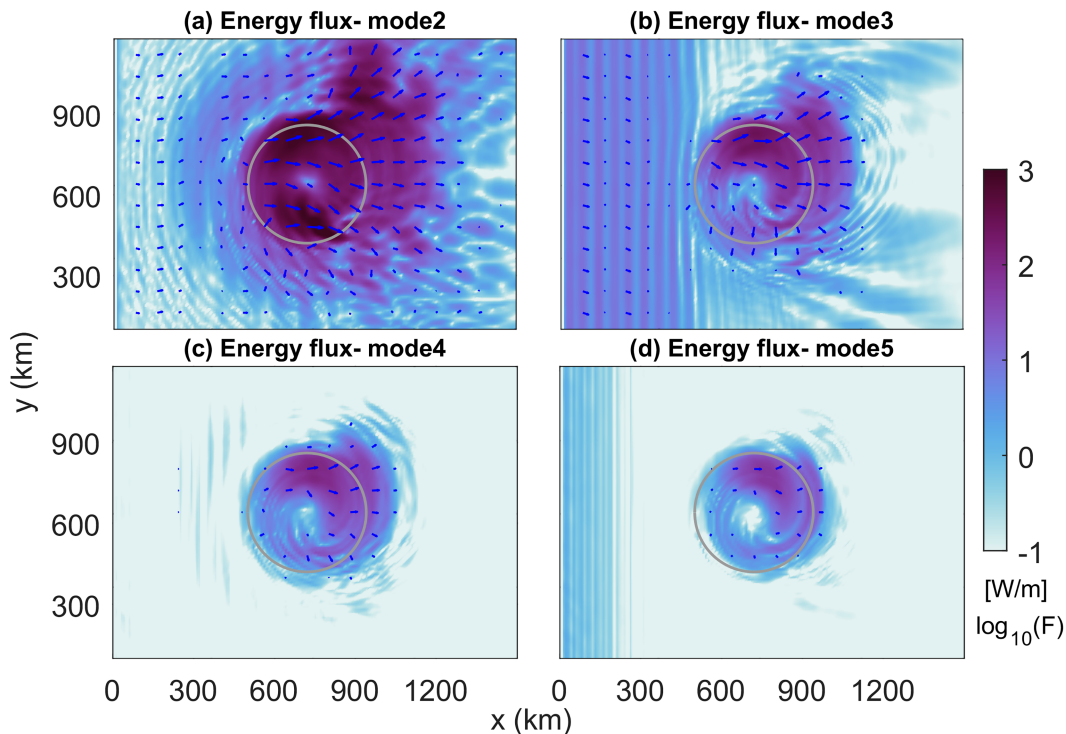 (a) Energy flux- mode2
(b) Energy flux- mode3
900
600
300
(c) Energy flux- mode4
(d) Energy flux- mode5
900
600
300
y (km)
0 300 600 900 1200
0 300 600 900 1200
x (km)
3
2
1
0
-1
[W/m]
log10(F)